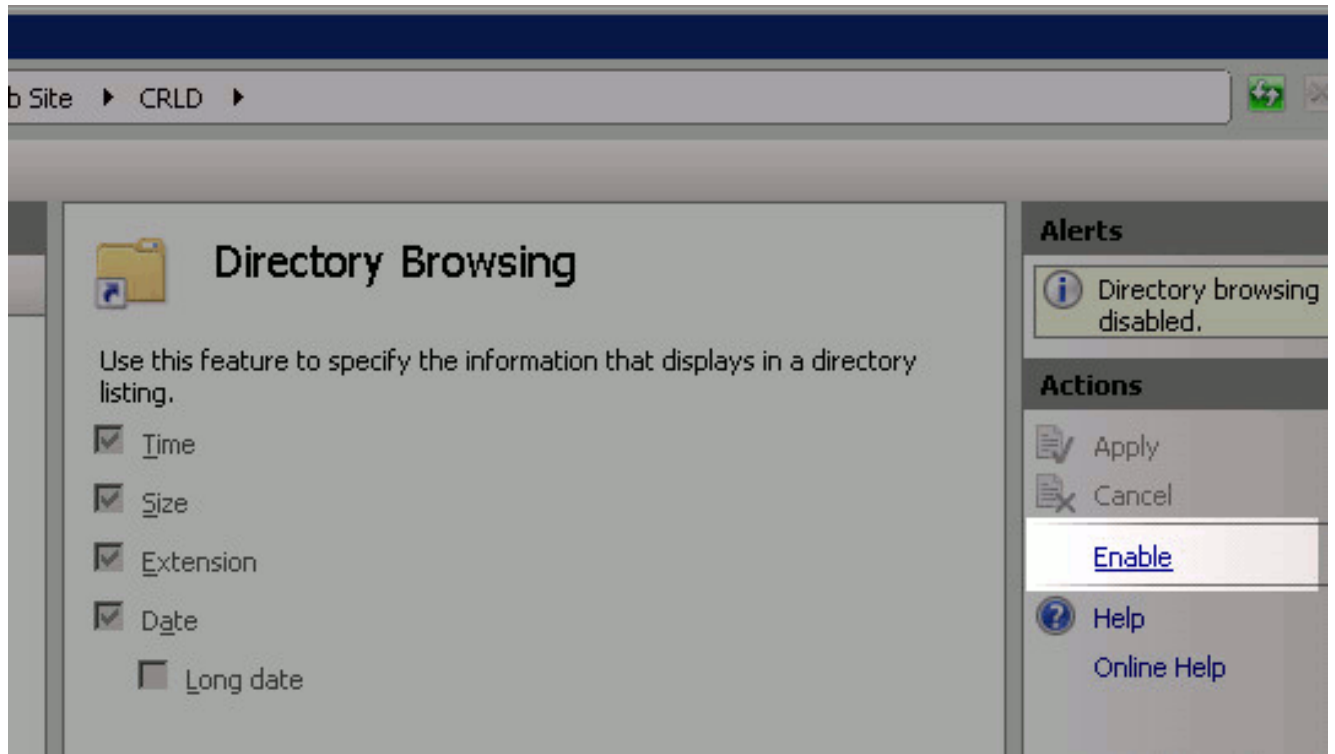 b Site ▸ CRLD ▸
Directory Browsing
Use this feature to specify the information that displays in a directory
listing.
Time
Size
Extension
Date
Long date
Alerts
Directory browsing
disabled.
Actions
Apply
Cancel
Enable
Help
Online Help